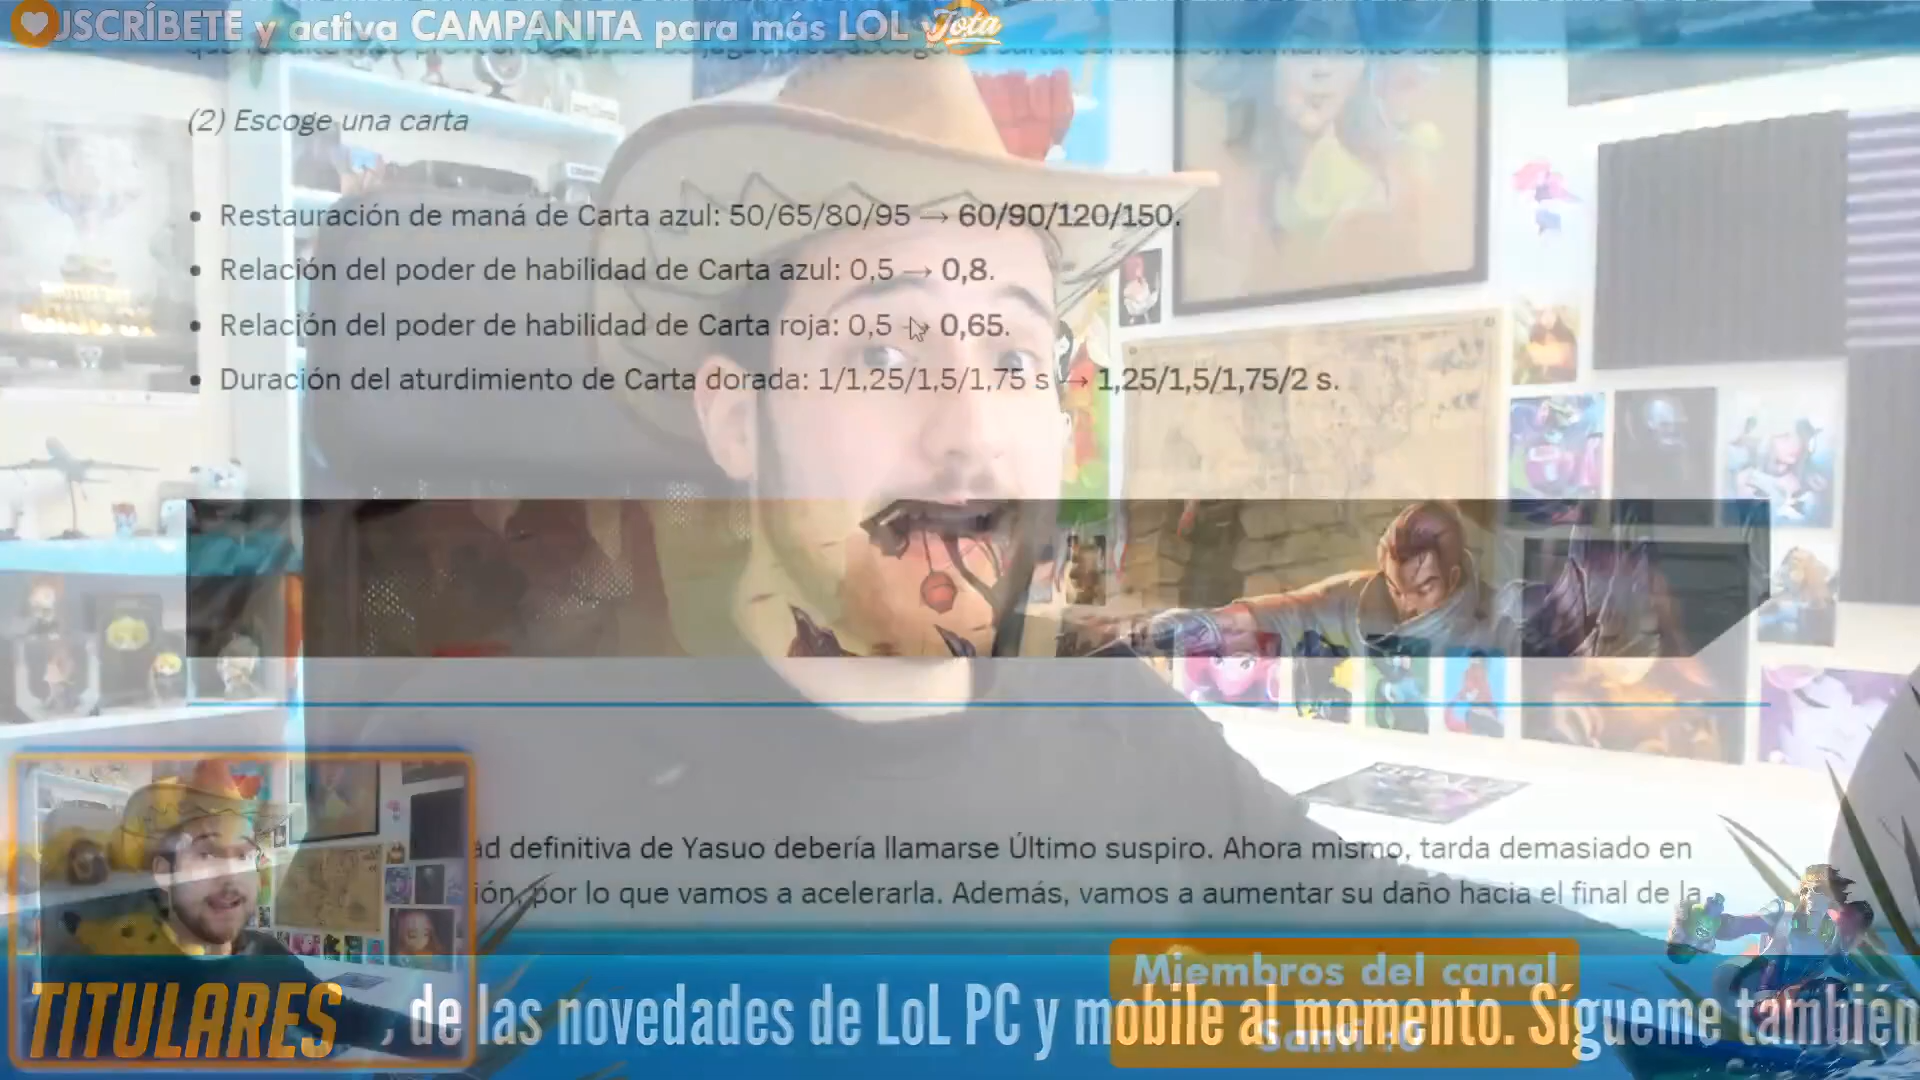 SUSCRÍBETE y activa CAMPANITA para más LOL Jota
(2) Escoge una carta
Restauración de maná de Carta azul: 50/65/80/95 → 60/90/120/150.
Relación del poder de habilidad de Carta azul: 0,5 → 0,8.
Relación del poder de habilidad de Carta roja: 0,5 → 0,65.
Duración del aturdimiento de Carta dorada: 1/1,25/1,5/1,75 s → 1,25/1,5/1,75/2 s.
definitiva de Yasuo debería llamarse Último suspiro. Ahora mismo, tarda demasiado en
por lo que vamos a acelerarla. Además, vamos a aumentar su daño hacia el final de la
Miembros del canal
TITULARES , de las novedades de LoL PC y mobile al momento. Sígueme también